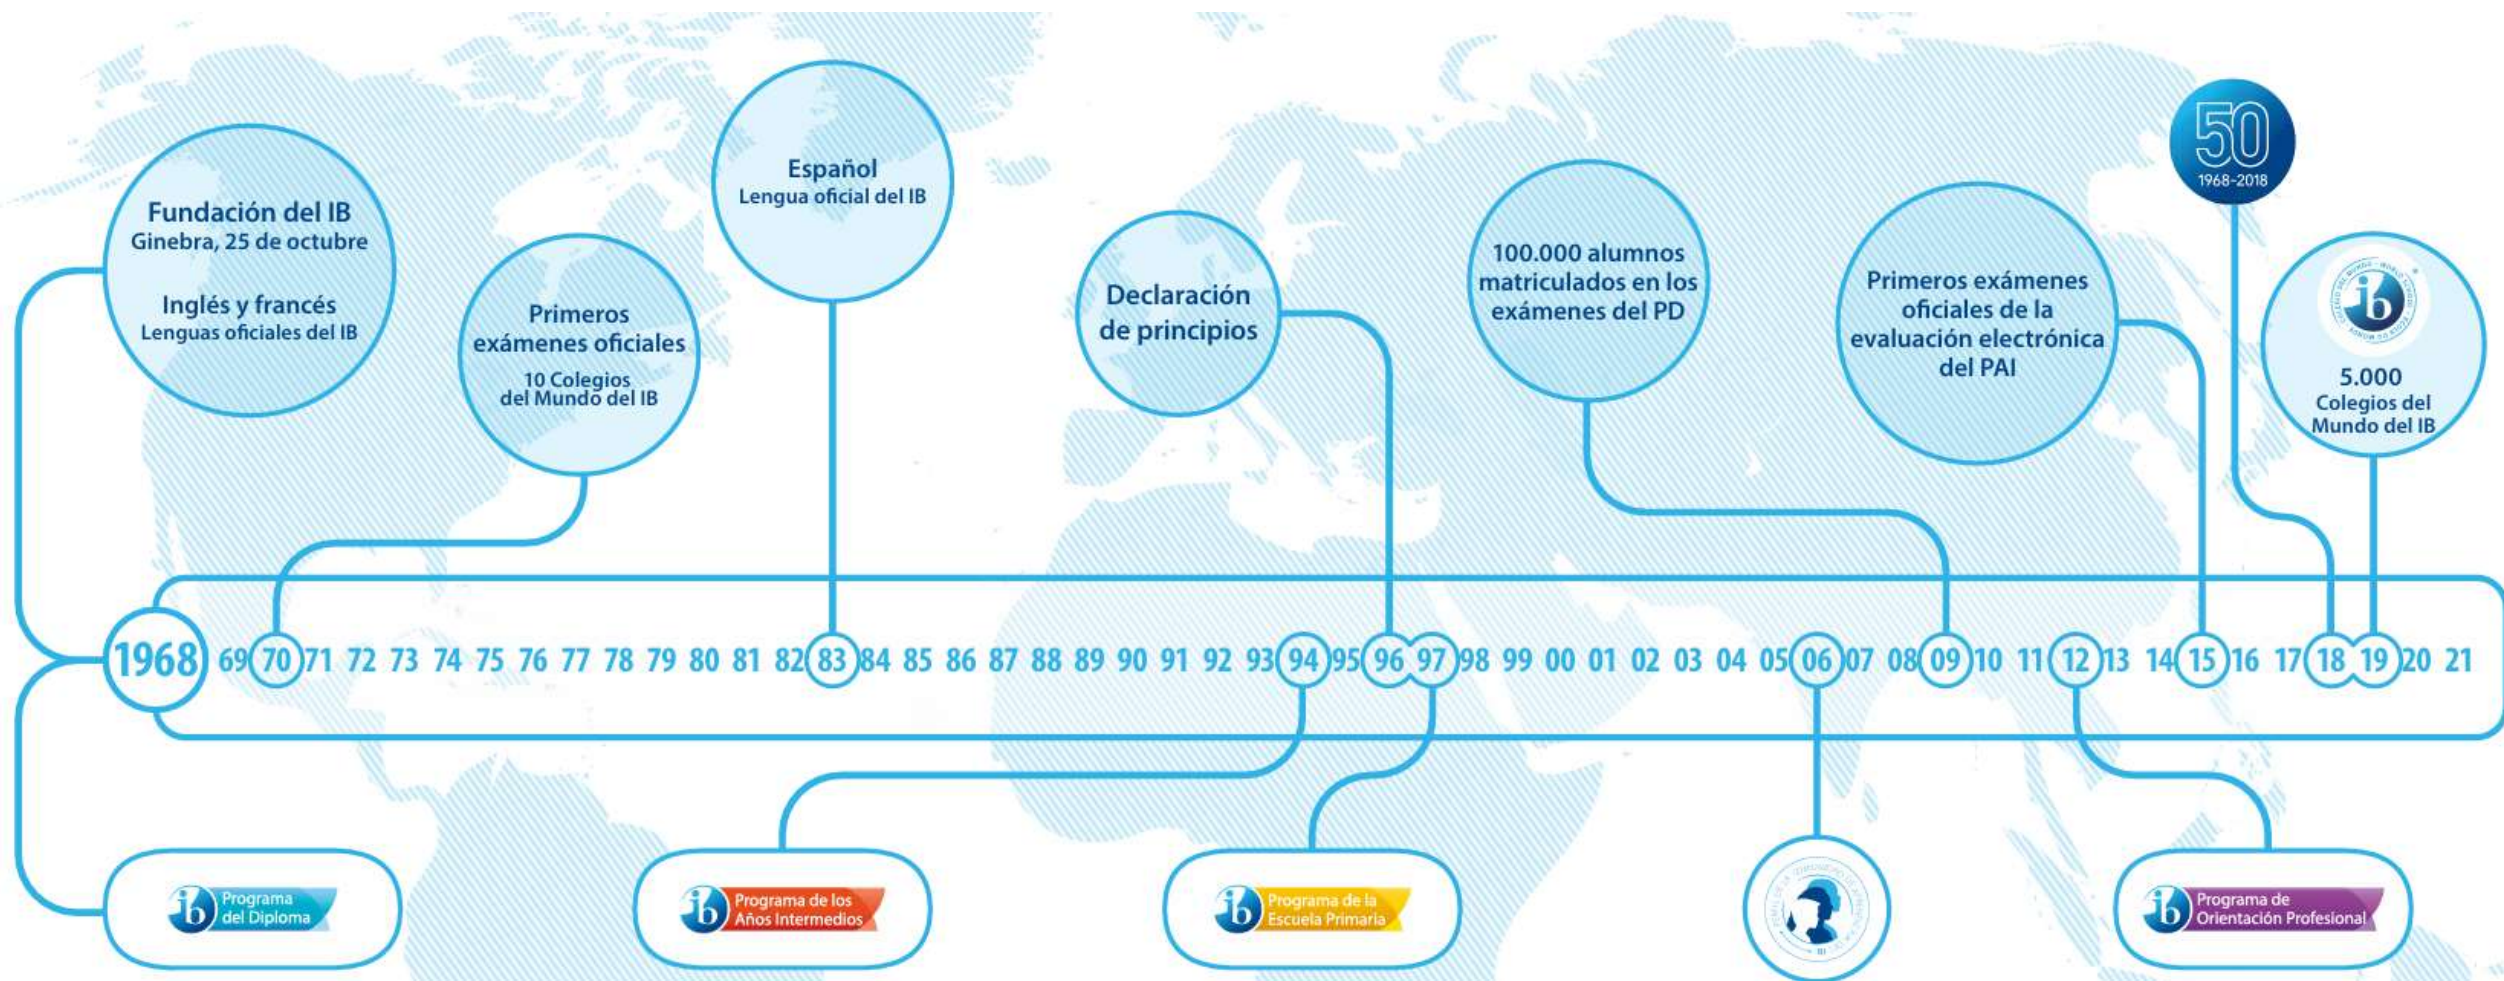 Fundación del IB
Ginebra, 25 de octubre
Inglés y francés
Lenguas oficiales del IB
Primeros
exámenes oficiales
10 Colegios
del Mundo del IB
Español
Lengua oficial del IB
Declaración
de principios
100.000 alumnos
matriculados en los
exámenes del PD
Primeros exámenes
oficiales de la
evaluación electrónica
del PAI
50
1968-2018
ib
5.000
Colegios del
Mundo del IB
1968 69 70 71 72 73 74 75 76 77 78 79 80 81 82 83 84 85 86 87 88 89 90 91 92 93 94 95 96 97 98 99 00 01 02 03 04 05 06 07 08 09 10 11 12 13 14 15 16 17 18 19 20 21
ib
Programa
del Diploma
ib
Programa de los
Años Intermedios
ib
Programa de la
Escuela Primaria
ib
Programa de
Orientación Profesional